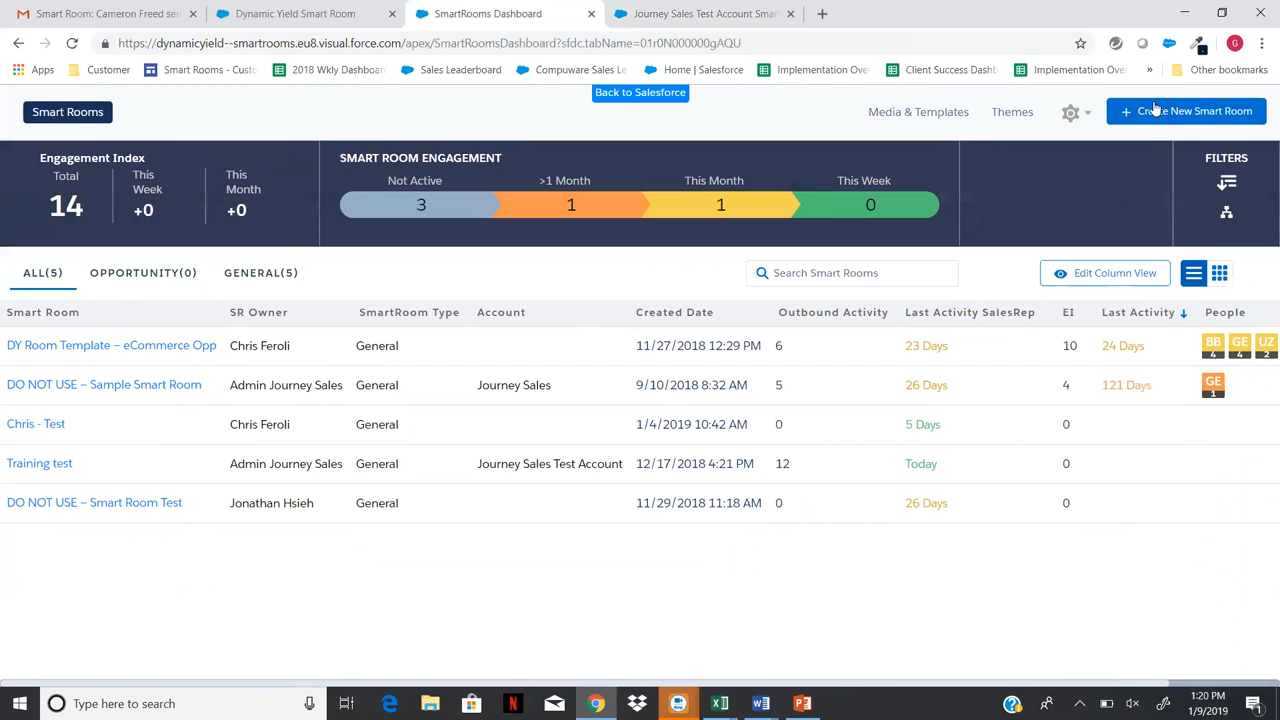 Smart Room: Cameron Freed sen
Dynamic Yield Smart Room
SmartRooms Dashboard
Journey Sales Test Account Smar
https://dynamicyield--smartrooms.eu8.visual.force.com/apex/SmartRoomsDashboard?sfdc.tabName=01r0N000000gAQU
G
Apps
Customer
Smart Rooms - Custo
2018 Wkly Dashboar
Sales Leaderboard
Compuware Sales Le
Home | Salesforce
Implementation Over
Client Success Dashb
Implementation Over
»
Other bookmarks
Back to Salesforce
Smart Rooms
Media & Templates
Themes
+ Create New Smart Room
Engagement Index
Total
14
This Week
+0
This Month
+0
SMART ROOM ENGAGEMENT
Not Active >1 Month This Month This Week
3 1 1 0
FILTERS
ALL(5) OPPORTUNITY(0) GENERAL(5)
Search Smart Rooms
Edit Column View
Smart Room SR Owner SmartRoom Type Account Created Date Outbound Activity Last Activity SalesRep EI Last Activity People
DY Room Template – eCommerce Opp Chris Feroli General 11/27/2018 12:29 PM 6 23 Days 10 24 Days BB 4 GE 4 UZ 2
DO NOT USE – Sample Smart Room Admin Journey Sales General Journey Sales 9/10/2018 8:32 AM 5 26 Days 4 121 Days GE 1
Chris - Test Chris Feroli General 1/4/2019 10:42 AM 0 5 Days 0
Training test Admin Journey Sales General Journey Sales Test Account 12/17/2018 4:21 PM 12 Today 0
DO NOT USE – Smart Room Test Jonathan Hsieh General 11/29/2018 11:18 AM 0 26 Days 0
Type here to search
1:20 PM
1/9/2019